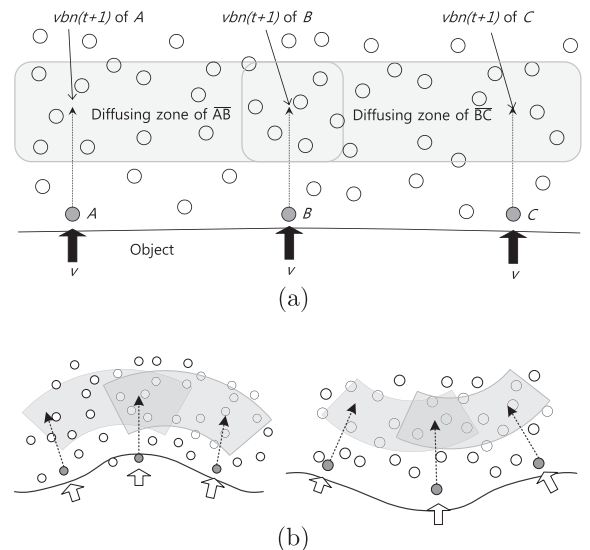 vbn(t+1) of A
vbn(t+1) of B
vbn(t+1) of C
Diffusing zone of AB
Diffusing zone of BC
A
B
C
Object
v
v
v
(a)
(b)